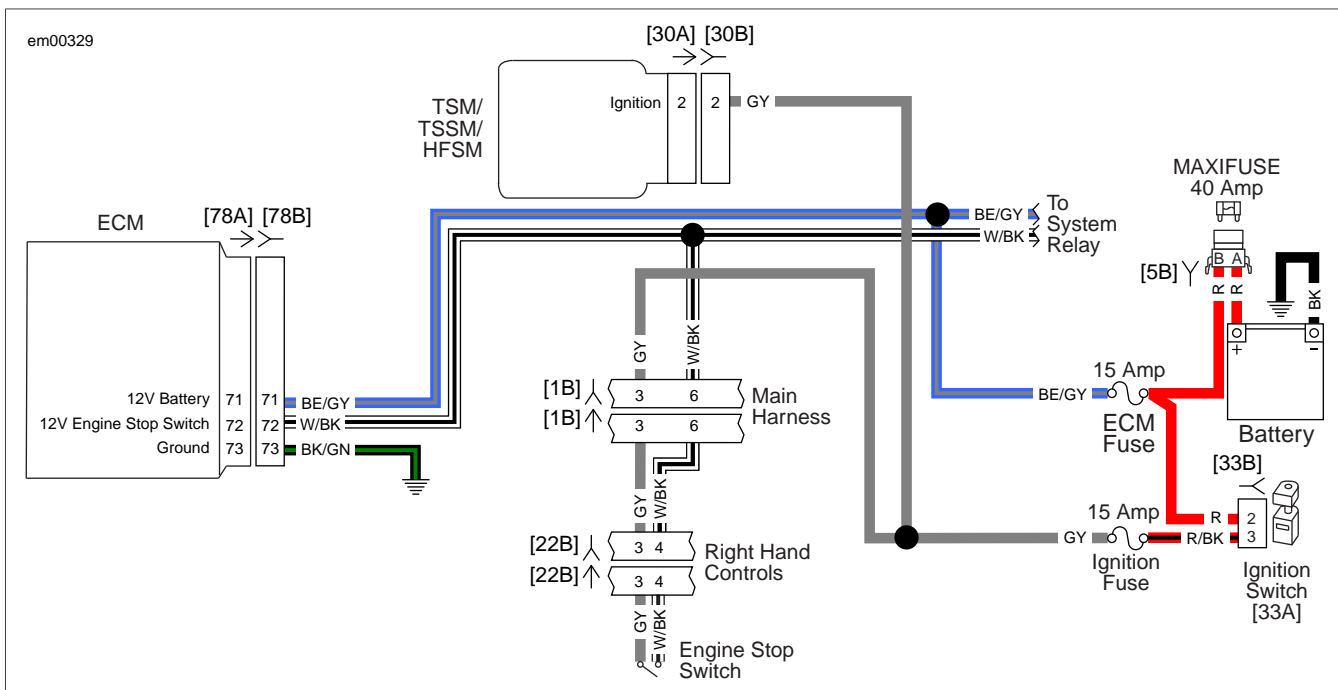 em00329
[30A] [30B]
TSM/
TSSM/
HFSM
Ignition 2 2 GY
MAXIFUSE
40 Amp
B A
[5B]
R R
BK
+ -
Battery
ECM
[78A] [78B]
BE/GY
W/BK
To
System
Relay
GY
W/BK
12V Battery 71 71 BE/GY
12V Engine Stop Switch 72 72 W/BK
Ground 73 73 BK/GN
[1B] 3 6
[1B] 3 6
Main
Harness
BE/GY
15 Amp
ECM
Fuse
GY
W/BK
[22B] 3 4
[22B] 3 4
Right Hand
Controls
GY
W/BK
Engine Stop
Switch
GY
15 Amp
Ignition
Fuse
[33B]
R 2
R/BK 3
Ignition
Switch
[33A]